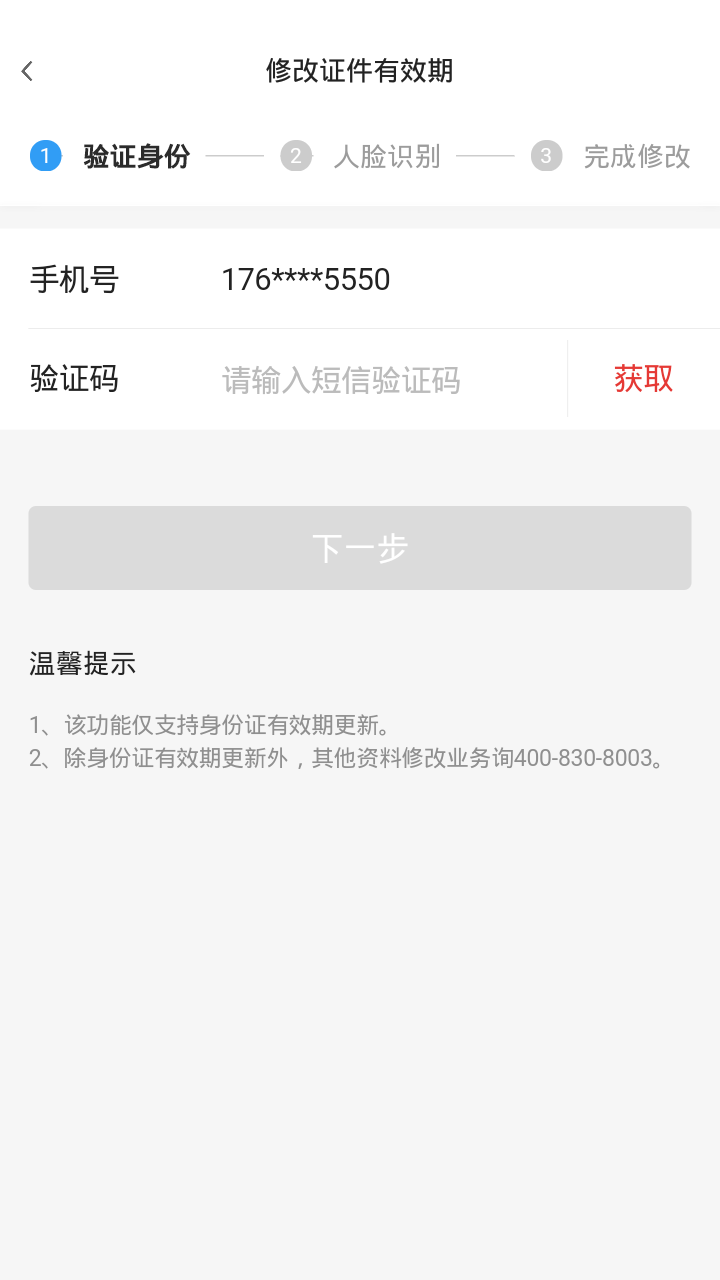 修改证件有效期
1 验证身份 2 人脸识别 3 完成修改
手机号 176****5550
验证码 请输入短信验证码 获取
下一步
温馨提示
1、该功能仅支持身份证有效期更新。
2、除身份证有效期更新外，其他资料修改业务询400-830-8003。